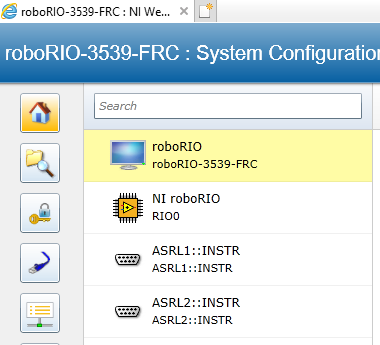 roboRIO-3539-FRC : NI We...
roboRIO-3539-FRC : System Configuration
Search
roboRIO
roboRIO-3539-FRC
NI roboRIO
RIO0
ASRL1::INSTR
ASRL1::INSTR
ASRL2::INSTR
ASRL2::INSTR